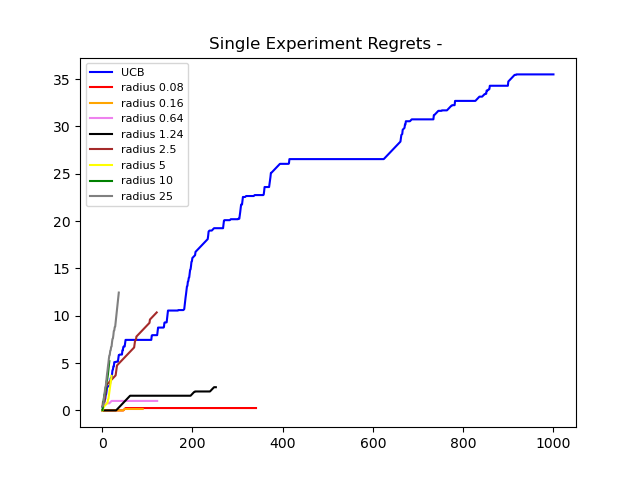 Single Experiment Regrets -
UCB
radius 0.08
radius 0.16
radius 0.64
radius 1.24
radius 2.5
radius 5
radius 10
radius 25
35
30
25
20
15
10
5
0
0 200 400 600 800 1000